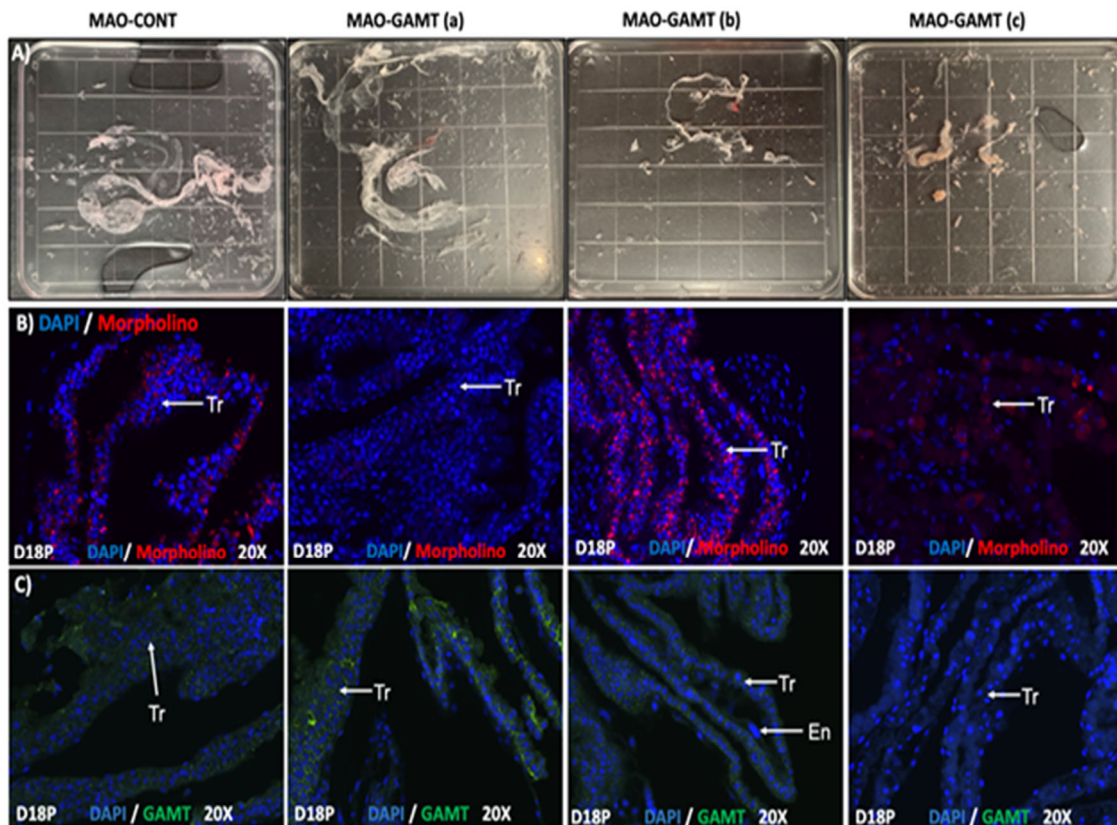 MAO-CONT MAO-GAMT (a) MAO-GAMT (b) MAO-GAMT (c)
A)
B) DAPI / Morpholino
Tr Tr Tr Tr
D18P DAPI/ Morpholino 20X D18P DAPI/ Morpholino 20X D18P DAPI/ Morpholino 20X D18P DAPI/ Morpholino 20X
C)
Tr Tr Tr Tr
En
D18P DAPI / GAMT 20X D18P DAPI / GAMT 20X D18P DAPI / GAMT 20X D18P DAPI / GAMT 20X